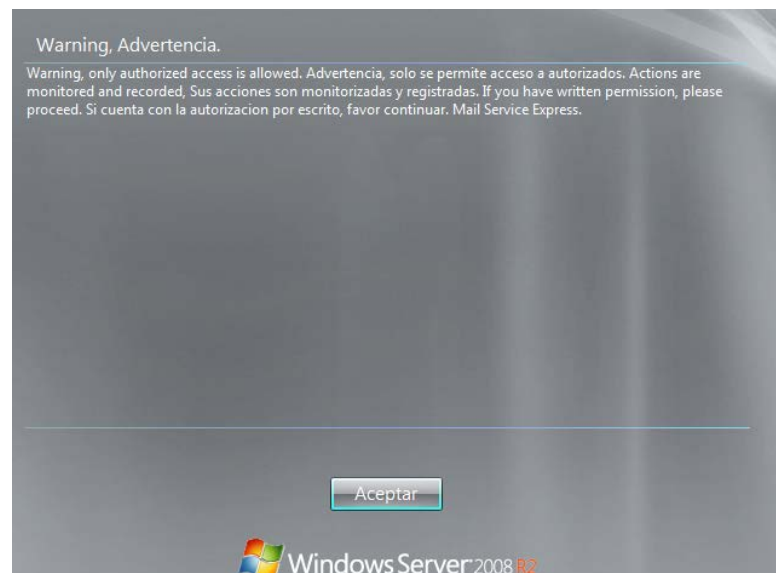 Warning, Advertencia.
Warning, only authorized access is allowed. Advertencia, solo se permite acceso a autorizados. Actions are
monitored and recorded, Sus acciones son monitorizadas y registradas. If you have written permission, please
proceed. Si cuenta con la autorizacion por escrito, favor continuar. Mail Service Express.
Aceptar
Windows Server 2008 R2